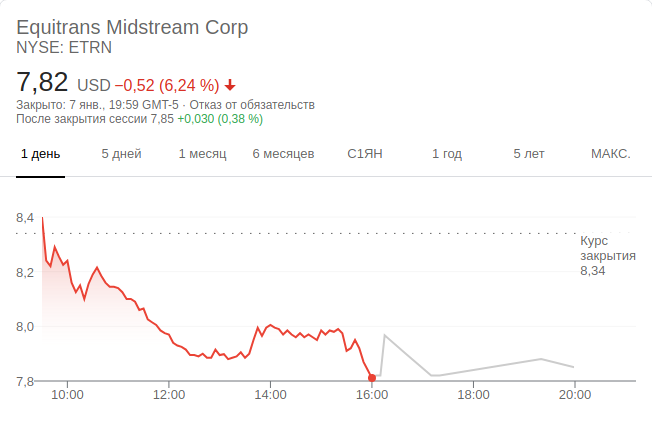 Equitrans Midstream Corp
NYSE: ETRN
7,82 USD −0,52 (6,24 %)
Закрыто: 7 янв., 19:59 GMT-5 · Отказ от обязательств
После закрытия сессии 7,85 +0,030 (0,38 %)
1 день 5 дней 1 месяц 6 месяцев С1ЯН 1 год 5 лет МАКС.
8,4
Курс
закрытия
8,34
8,2
8,0
7,8
10:00 12:00 14:00 16:00 18:00 20:00